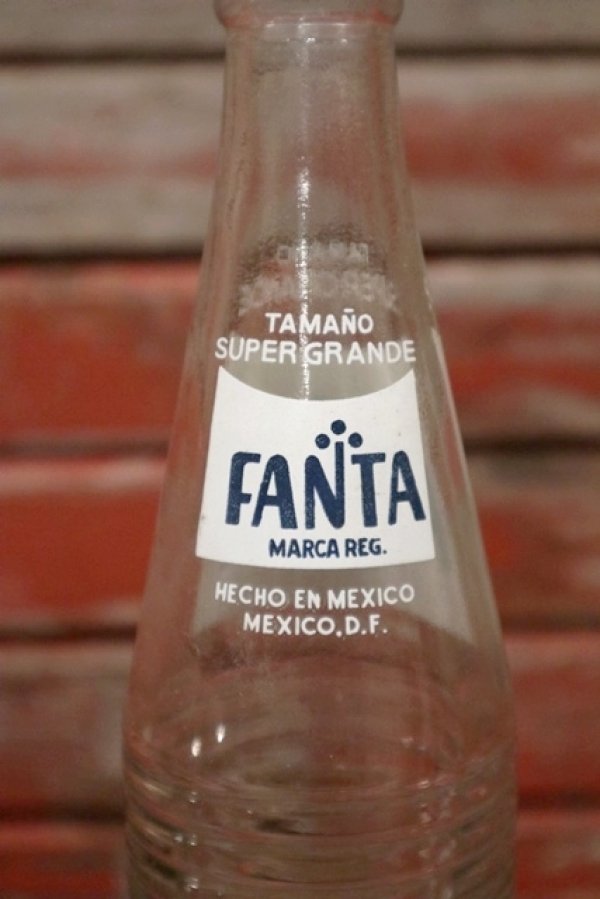 TAMAÑO
SUPER GRANDE
FANTA
MARCA REG.
HECHO EN MEXICO
MEXICO, D.F.